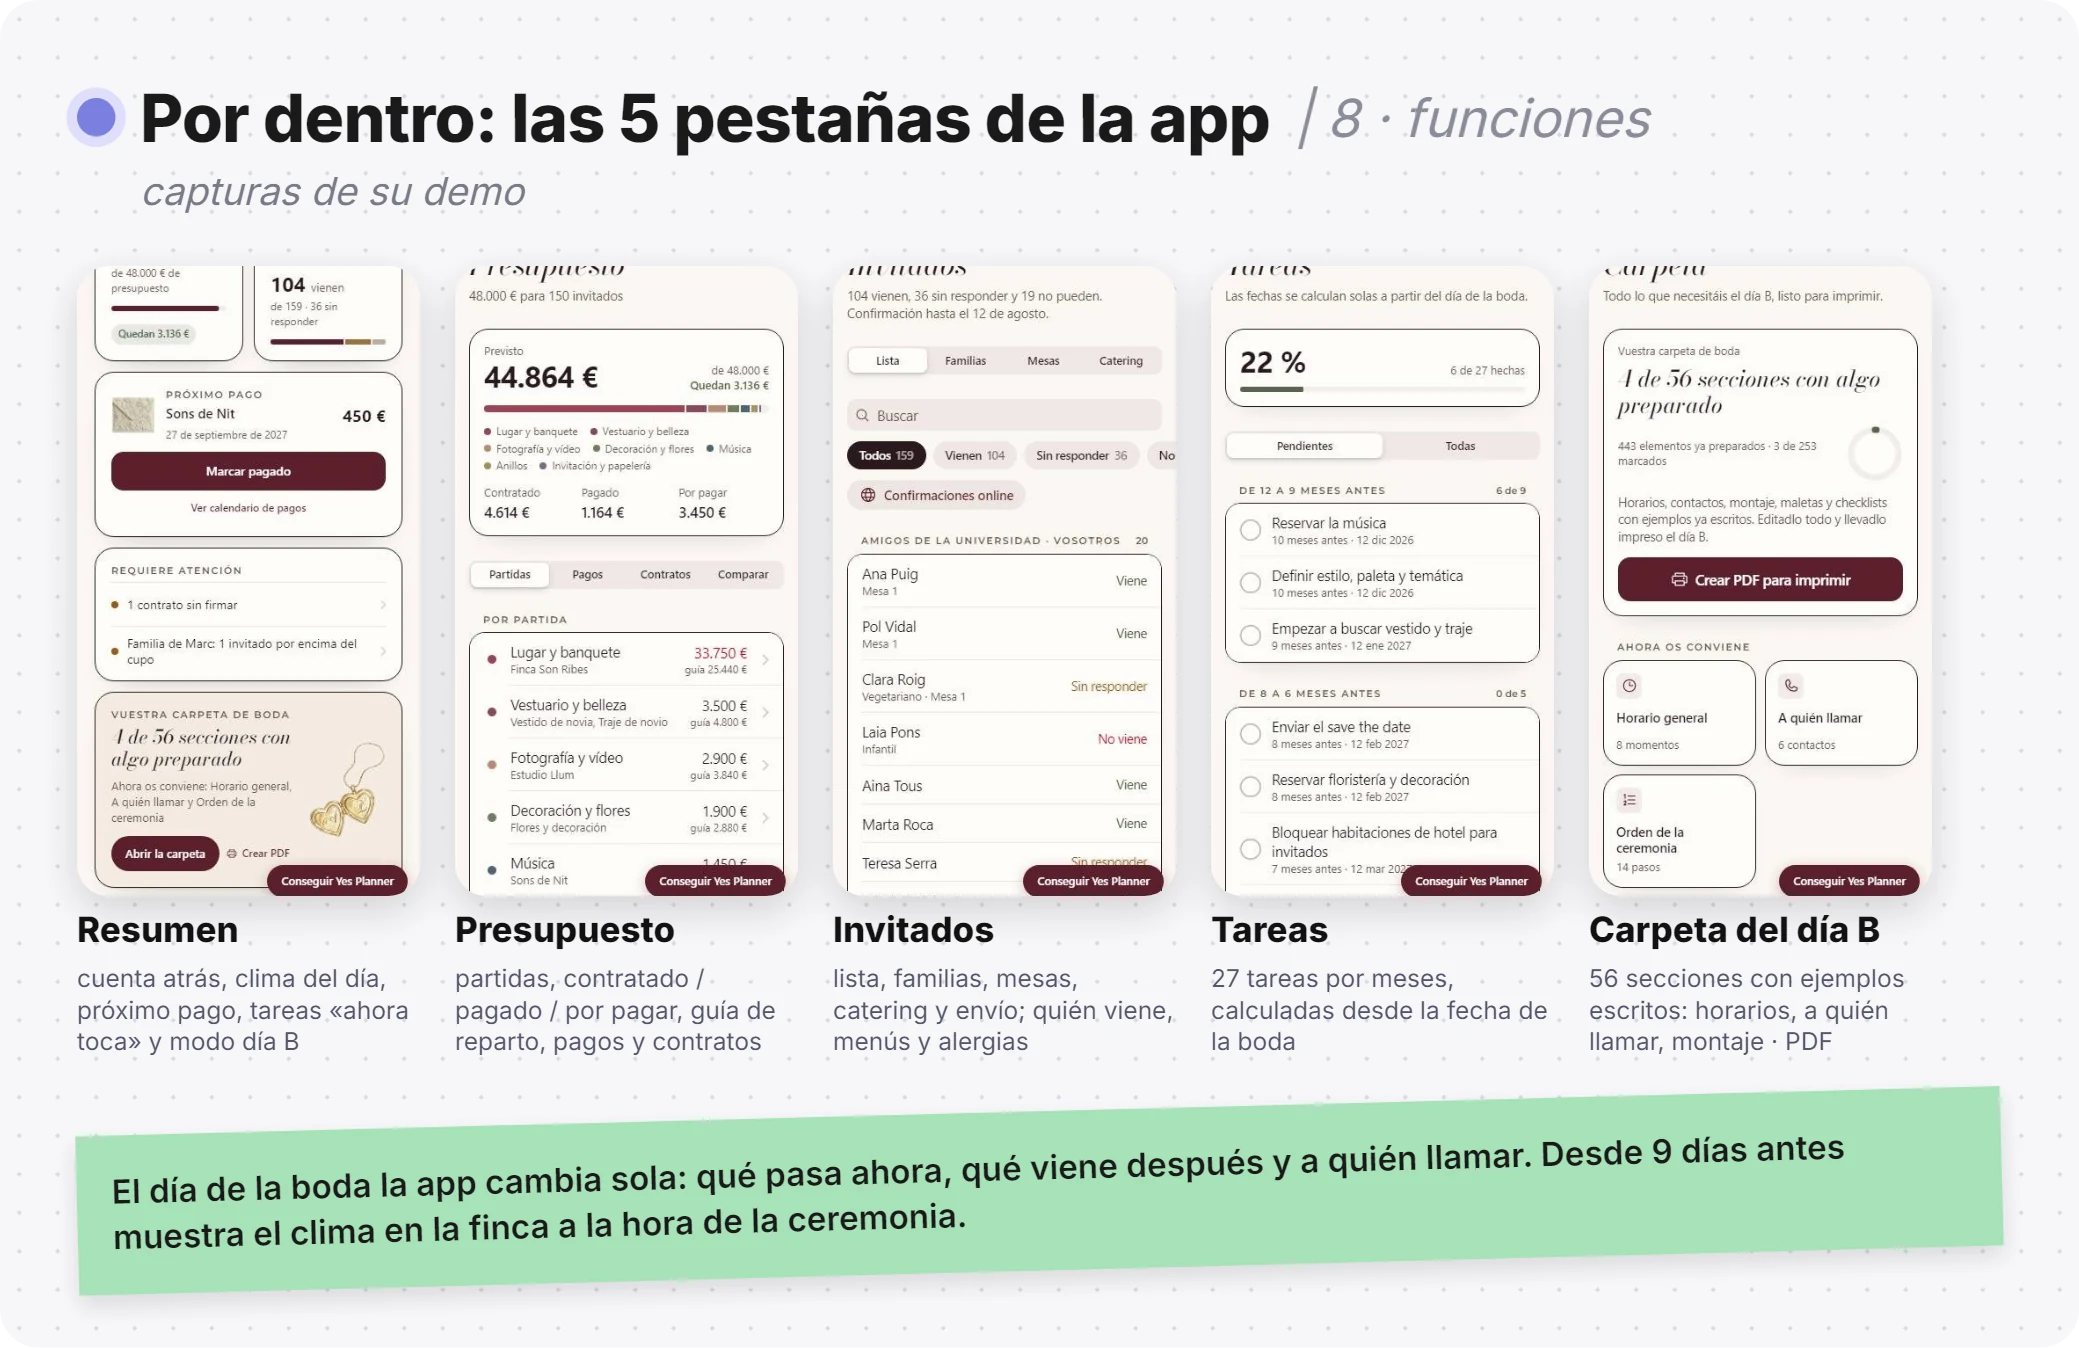 Por dentro: las 5 pestañas de la app | 8 · funciones
capturas de su demo
de 48.000 € de
presupuesto
Quedan 3.136 €
104 vienen
de 159 · 36 sin
responder
PRÓXIMO PAGO
Sons de Nit
27 de septiembre de 2027
450 €
Marcar pagado
Ver calendario de pagos
REQUIERE ATENCIÓN
1 contrato sin firmar
Familia de Marc: 1 invitado por encima del
cupo
VUESTRA CARPETA DE BODA
4 de 56 secciones con
algo preparado
Ahora os conviene: Horario general,
A quién llamar y Orden de la
ceremonia
Abrir la carpeta
Crear PDF
Conseguir Yes Planner
Resumen
cuenta atrás, clima del día,
próximo pago, tareas «ahora
toca» y modo día B
Presupuesto
48.000 € para 150 invitados
Previsto
44.864 €
de 48.000 €
Quedan 3.136 €
Lugar y banquete Vestuario y belleza
Fotografía y vídeo Decoración y flores Música
Anillos Invitación y papelería
Contratado Pagado Por pagar
4.614 € 1.164 € 3.450 €
Partidas Pagos Contratos Comparar
POR PARTIDA
Lugar y banquete 33.750 €
Finca Son Ribes guía 25.440 €
Vestuario y belleza 3.500 €
Vestido de novia, Traje de novio guía 4.800 €
Fotografía y vídeo 2.900 €
Estudio Llum guía 3.840 €
Decoración y flores 1.900 €
Flores y decoración guía 2.880 €
Música 1.450 €
Sons de Nit
Conseguir Yes Planner
Presupuesto
partidas, contratado /
pagado / por pagar, guía de
reparto, pagos y contratos
Invitados
104 vienen, 36 sin responder y 19 no pueden.
Confirmación hasta el 12 de agosto.
Lista Familias Mesas Catering
Buscar
Todos 159 Vienen 104 Sin responder 36 No
Confirmaciones online
AMIGOS DE LA UNIVERSIDAD · VOSOTROS 20
Ana Puig Viene
Mesa 1
Pol Vidal Viene
Mesa 1
Clara Roig Sin responder
Vegetariano · Mesa 1
Laia Pons No viene
Infantil
Aina Tous Viene
Marta Roca Viene
Teresa Serra Sin responder
Conseguir Yes Planner
Invitados
lista, familias, mesas,
catering y envío; quién viene,
menús y alergias
Tareas
Las fechas se calculan solas a partir del día de la boda.
22 %
6 de 27 hechas
Pendientes Todas
DE 12 A 9 MESES ANTES 6 de 9
Reservar la música
10 meses antes · 12 dic 2026
Definir estilo, paleta y temática
10 meses antes · 12 dic 2026
Empezar a buscar vestido y traje
9 meses antes · 12 ene 2027
DE 8 A 6 MESES ANTES 0 de 5
Enviar el save the date
8 meses antes · 12 feb 2027
Reservar floristería y decoración
8 meses antes · 12 feb 2027
Bloquear habitaciones de hotel para
invitados
7 meses antes · 12 mar 2027
Conseguir Yes Planner
Tareas
27 tareas por meses,
calculadas desde la fecha de
la boda
Carpeta
Todo lo que necesitáis el día B, listo para imprimir.
Vuestra carpeta de boda
4 de 56 secciones con algo
preparado
443 elementos ya preparados · 3 de 253
marcados
Horarios, contactos, montaje, maletas y checklists
con ejemplos ya escritos. Editadlo todo y llevadlo
impreso el día B.
Crear PDF para imprimir
AHORA OS CONVIENE
Horario general
8 momentos
A quién llamar
6 contactos
Orden de la
ceremonia
14 pasos
Conseguir Yes Planner
Carpeta del día B
56 secciones con ejemplos
escritos: horarios, a quién
llamar, montaje · PDF
El día de la boda la app cambia sola: qué pasa ahora, qué viene después y a quién llamar. Desde 9 días antes
muestra el clima en la finca a la hora de la ceremonia.